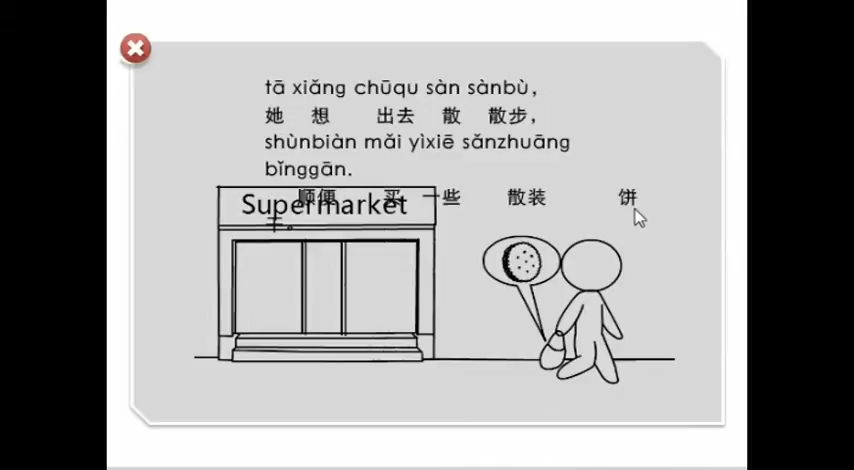 tā xiǎng chūqu sàn sànbù,
她 想 出去 散 散步,
shùnbiàn mǎi yìxiē sǎnzhuāng
bǐnggān.
顺便 买 一些 散装 饼
干。
Supermarket